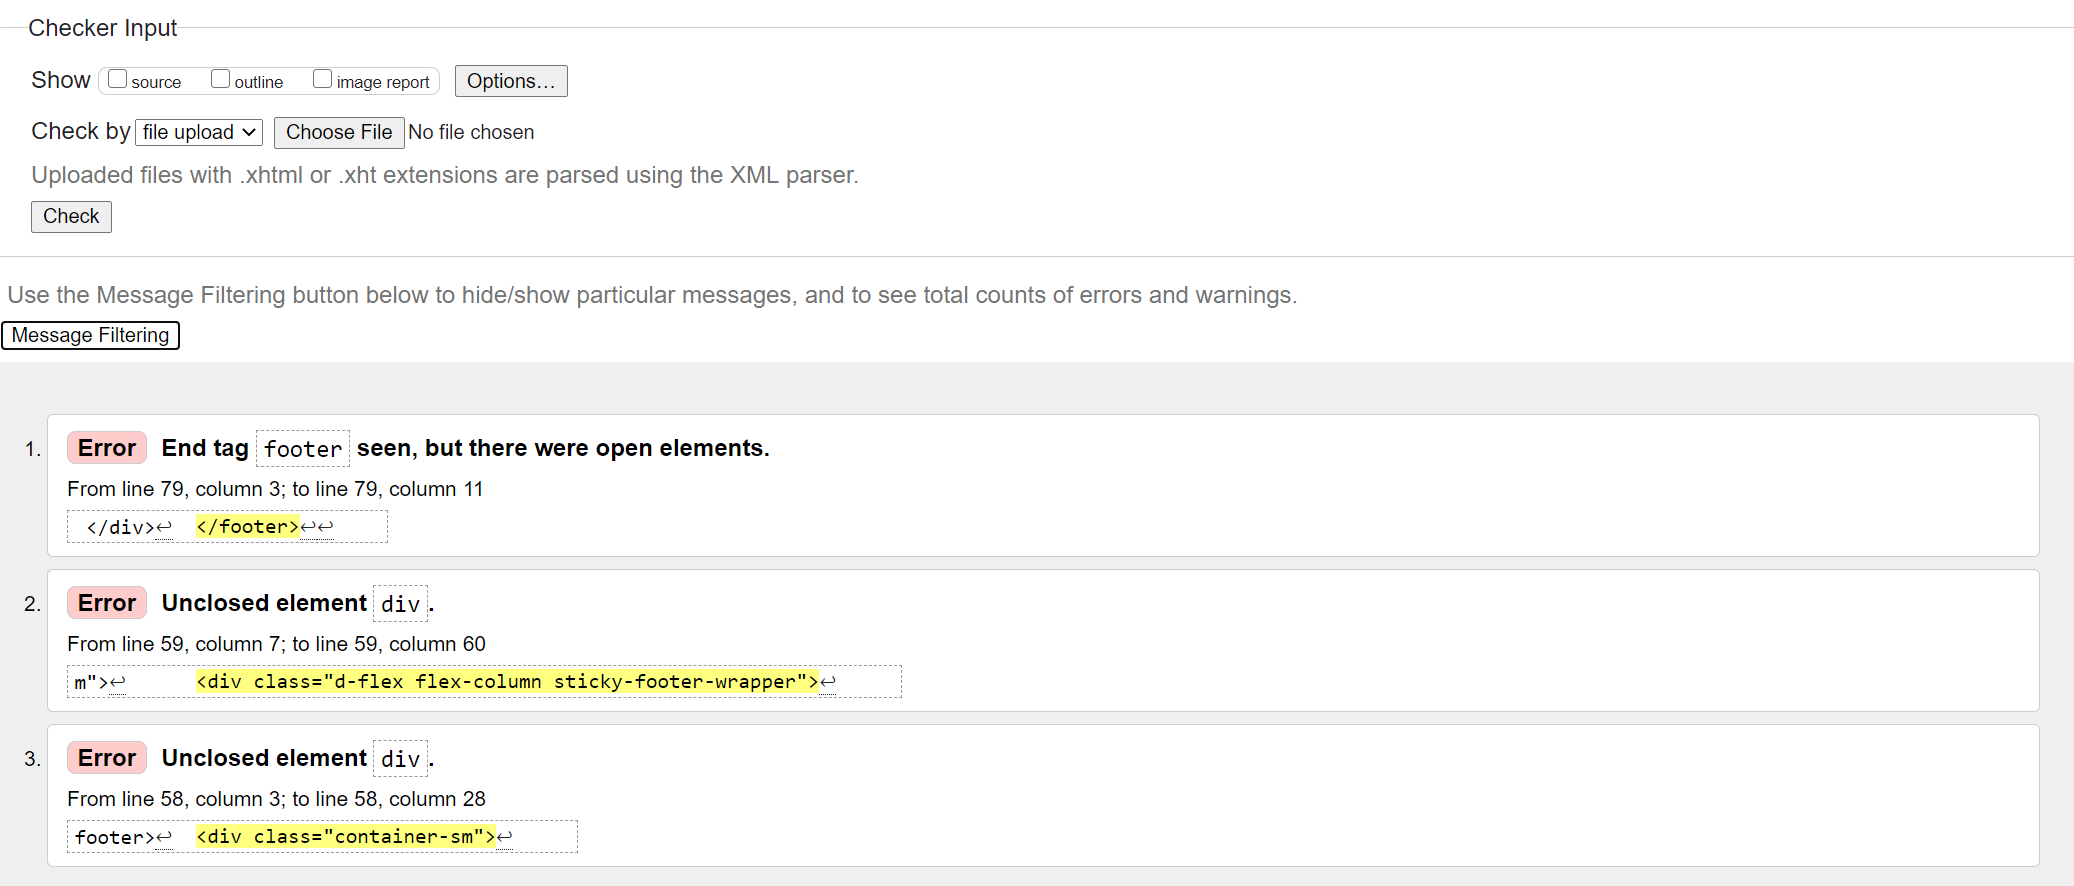 Checker Input
Show source outline image report Options...
Check by file upload Choose File No file chosen
Uploaded files with .xhtml or .xht extensions are parsed using the XML parser.
Check
Use the Message Filtering button below to hide/show particular messages, and to see total counts of errors and warnings.
Message Filtering
1. Error End tag footer seen, but there were open elements.
From line 79, column 3; to line 79, column 11
</div>↩ </footer>↩↩
2. Error Unclosed element div.
From line 59, column 7; to line 59, column 60
m">↩ <div class="d-flex flex-column sticky-footer-wrapper">↩
3. Error Unclosed element div.
From line 58, column 3; to line 58, column 28
footer>↩ <div class="container-sm">↩